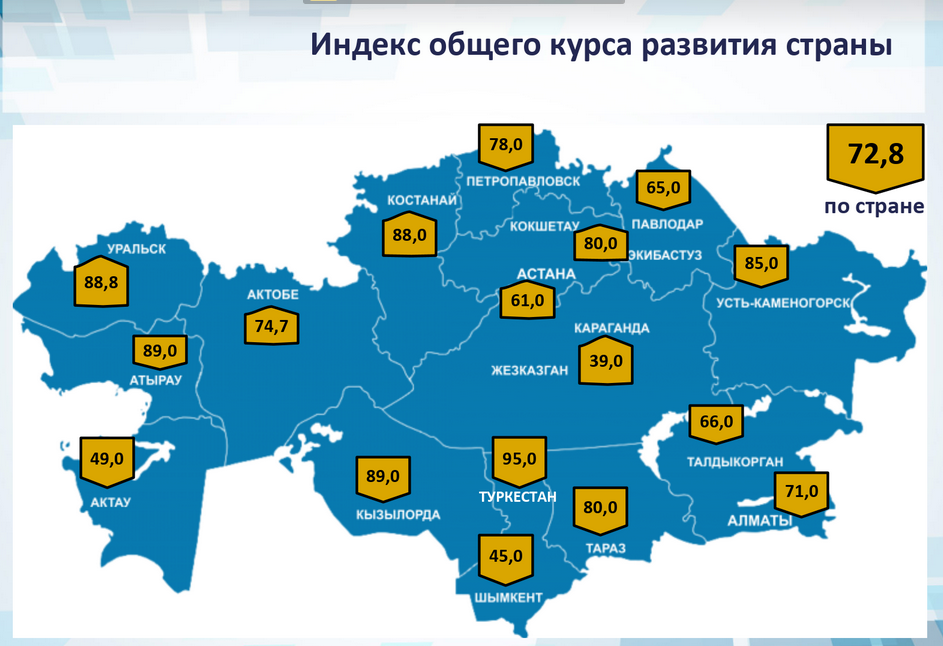 Индекс общего курса развития страны
72,8
по стране
78,0
ПЕТРОПАВЛОВСК
65,0
ПАВЛОДАР
КОСТАНАЙ
88,0
КОКШЕТАУ
80,0
ЭКИБАСТУЗ
УРАЛЬСК
88,8
85,0
УСТЬ-КАМЕНОГОРСК
АСТАНА
61,0
АКТОБЕ
74,7
КАРАГАНДА
39,0
ЖЕЗКАЗГАН
89,0
АТЫРАУ
66,0
ТАЛДЫКОРГАН
49,0
АКТАУ
89,0
КЫЗЫЛОРДА
95,0
ТУРКЕСТАН
71,0
АЛМАТЫ
80,0
ТАРАЗ
45,0
ШЫМКЕНТ